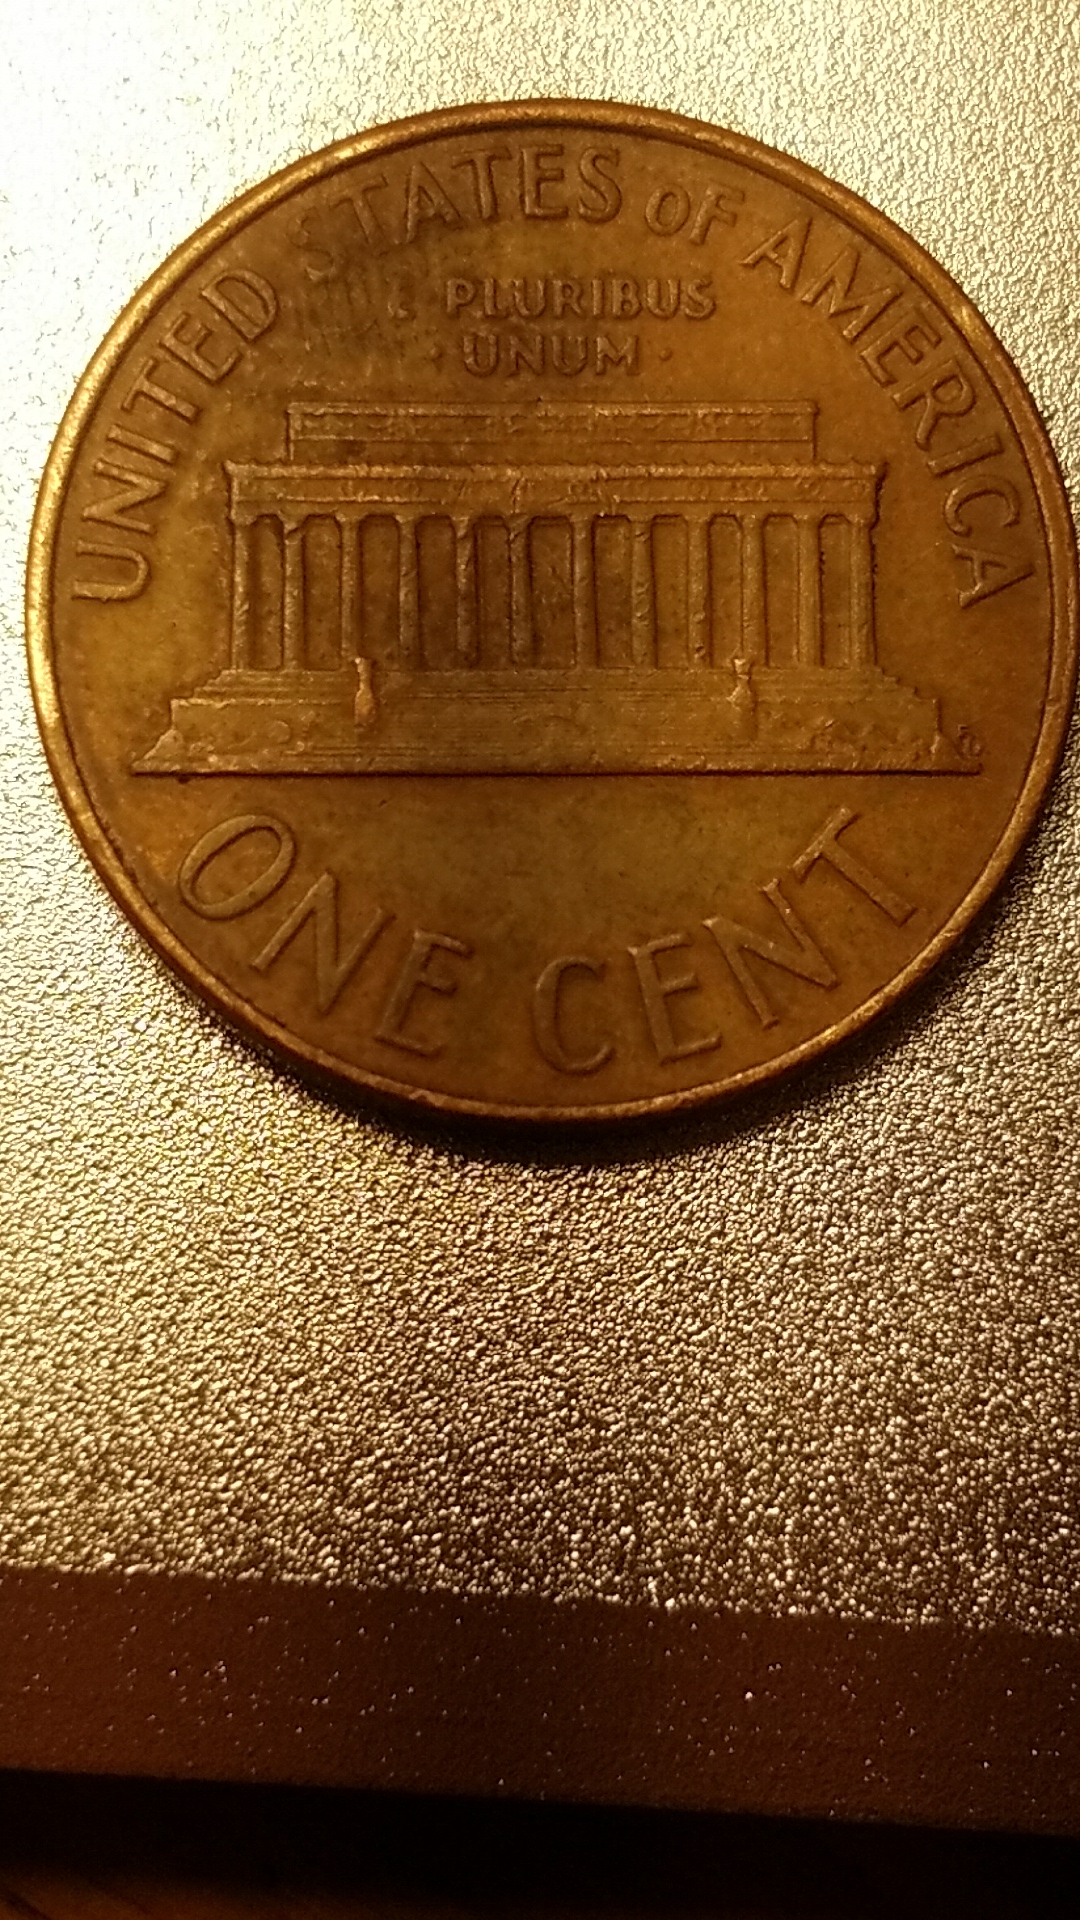 UNITED STATES OF AMERICA
E PLURIBUS
· UNUM ·
ONE CENT